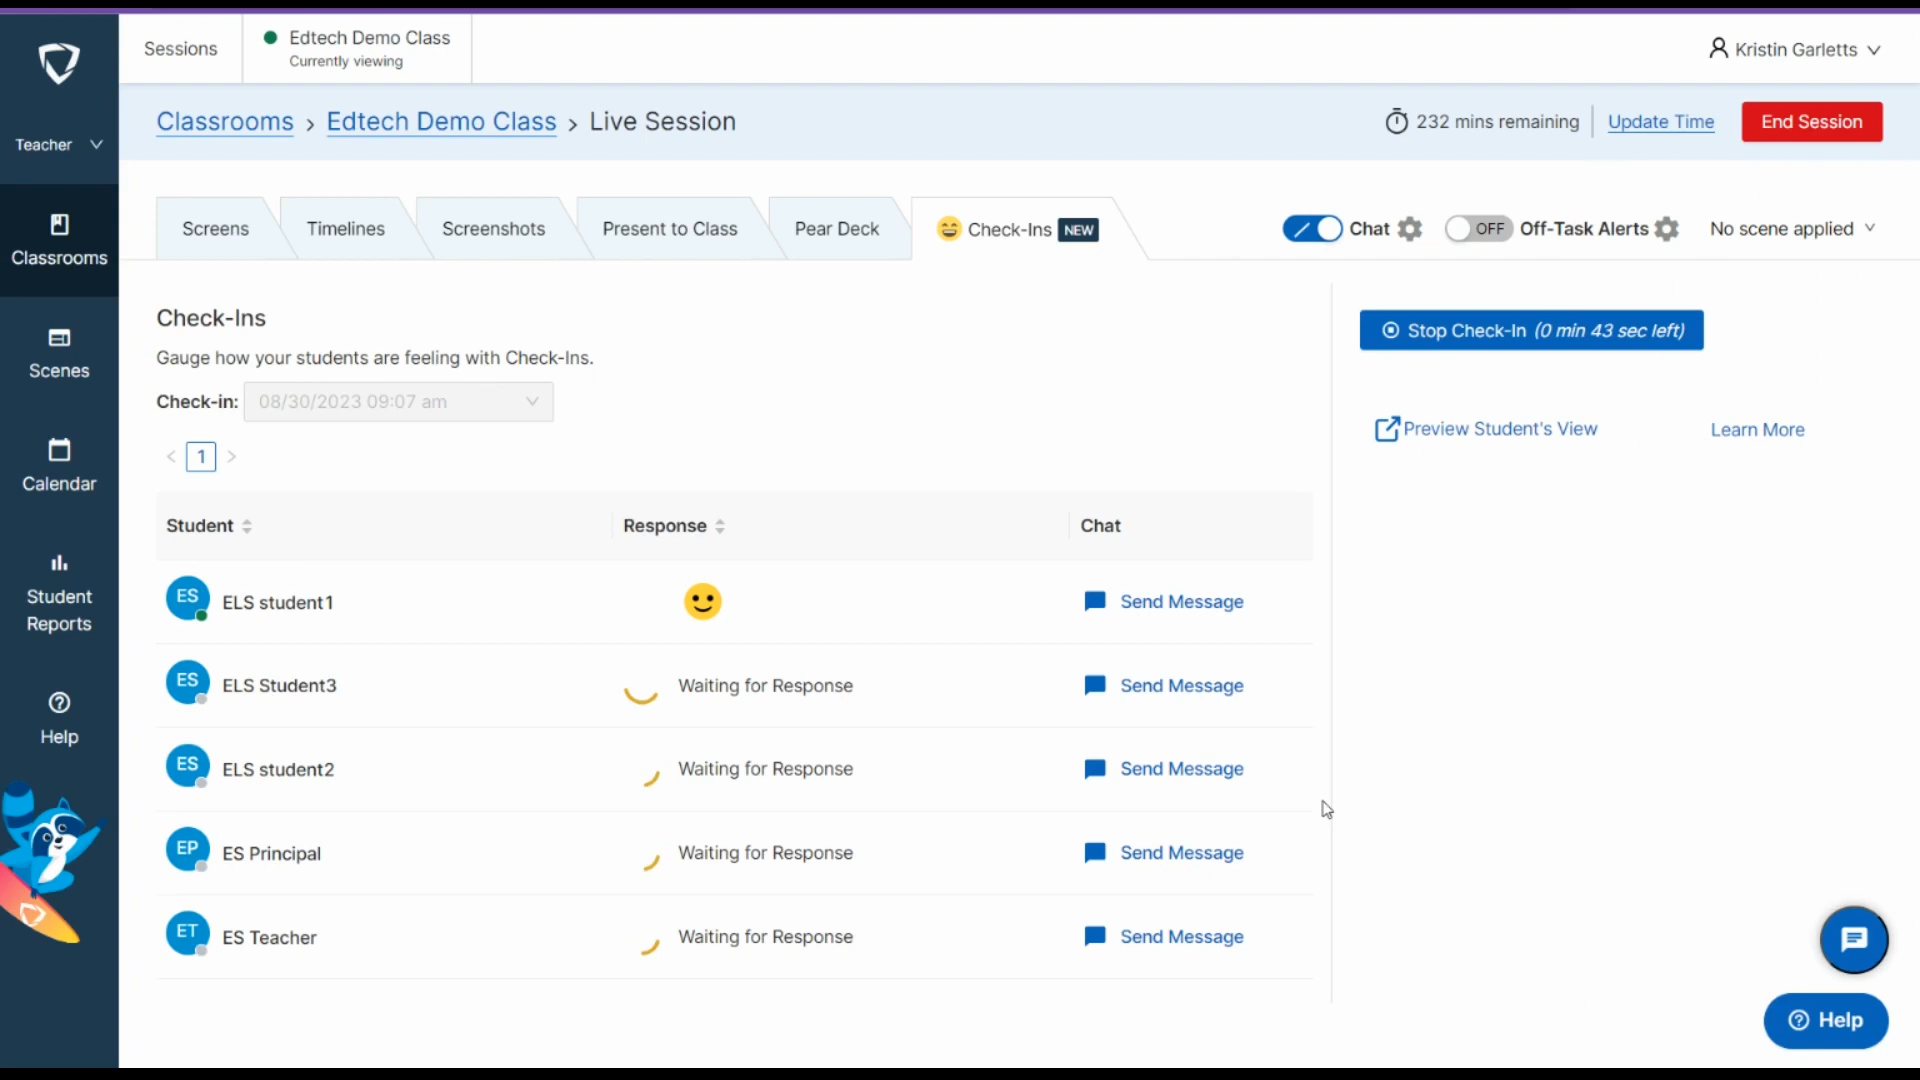 Sessions
Edtech Demo Class
Currently viewing
Kristin Garletts
Teacher
Classrooms > Edtech Demo Class > Live Session
232 mins remaining
Update Time
End Session
Classrooms
Scenes
Calendar
Student
Reports
Help
Screens
Timelines
Screenshots
Present to Class
Pear Deck
Check-Ins NEW
Chat
OFF Off-Task Alerts
No scene applied
Check-Ins
Gauge how your students are feeling with Check-Ins.
Check-in: 08/30/2023 09:07 am
< 1 >
Stop Check-In (0 min 43 sec left)
Preview Student's View
Learn More
Student Response Chat
ES ELS student1 Send Message
ES ELS Student3 Waiting for Response Send Message
ES ELS student2 Waiting for Response Send Message
EP ES Principal Waiting for Response Send Message
ET ES Teacher Waiting for Response Send Message
Help